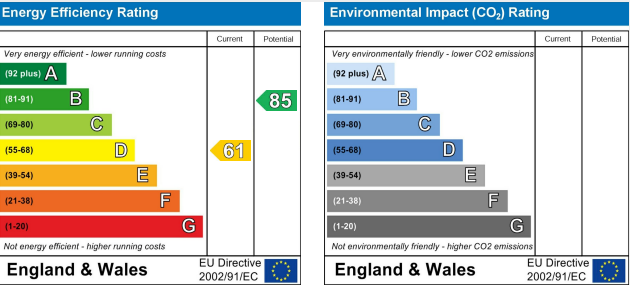 Energy Efficiency Rating
Current Potential
Very energy efficient - lower running costs
(92 plus) A
(81-91) B
85
(69-80) C
(55-68) D
61
(39-54) E
(21-38) F
(1-20) G
Not energy efficient - higher running costs
England & Wales
EU Directive
2002/91/EC
Environmental Impact (CO₂) Rating
Current Potential
Very environmentally friendly - lower CO2 emissions
(92 plus) A
(81-91) B
(69-80) C
(55-68) D
(39-54) E
(21-38) F
(1-20) G
Not environmentally friendly - higher CO2 emissions
England & Wales
EU Directive
2002/91/EC